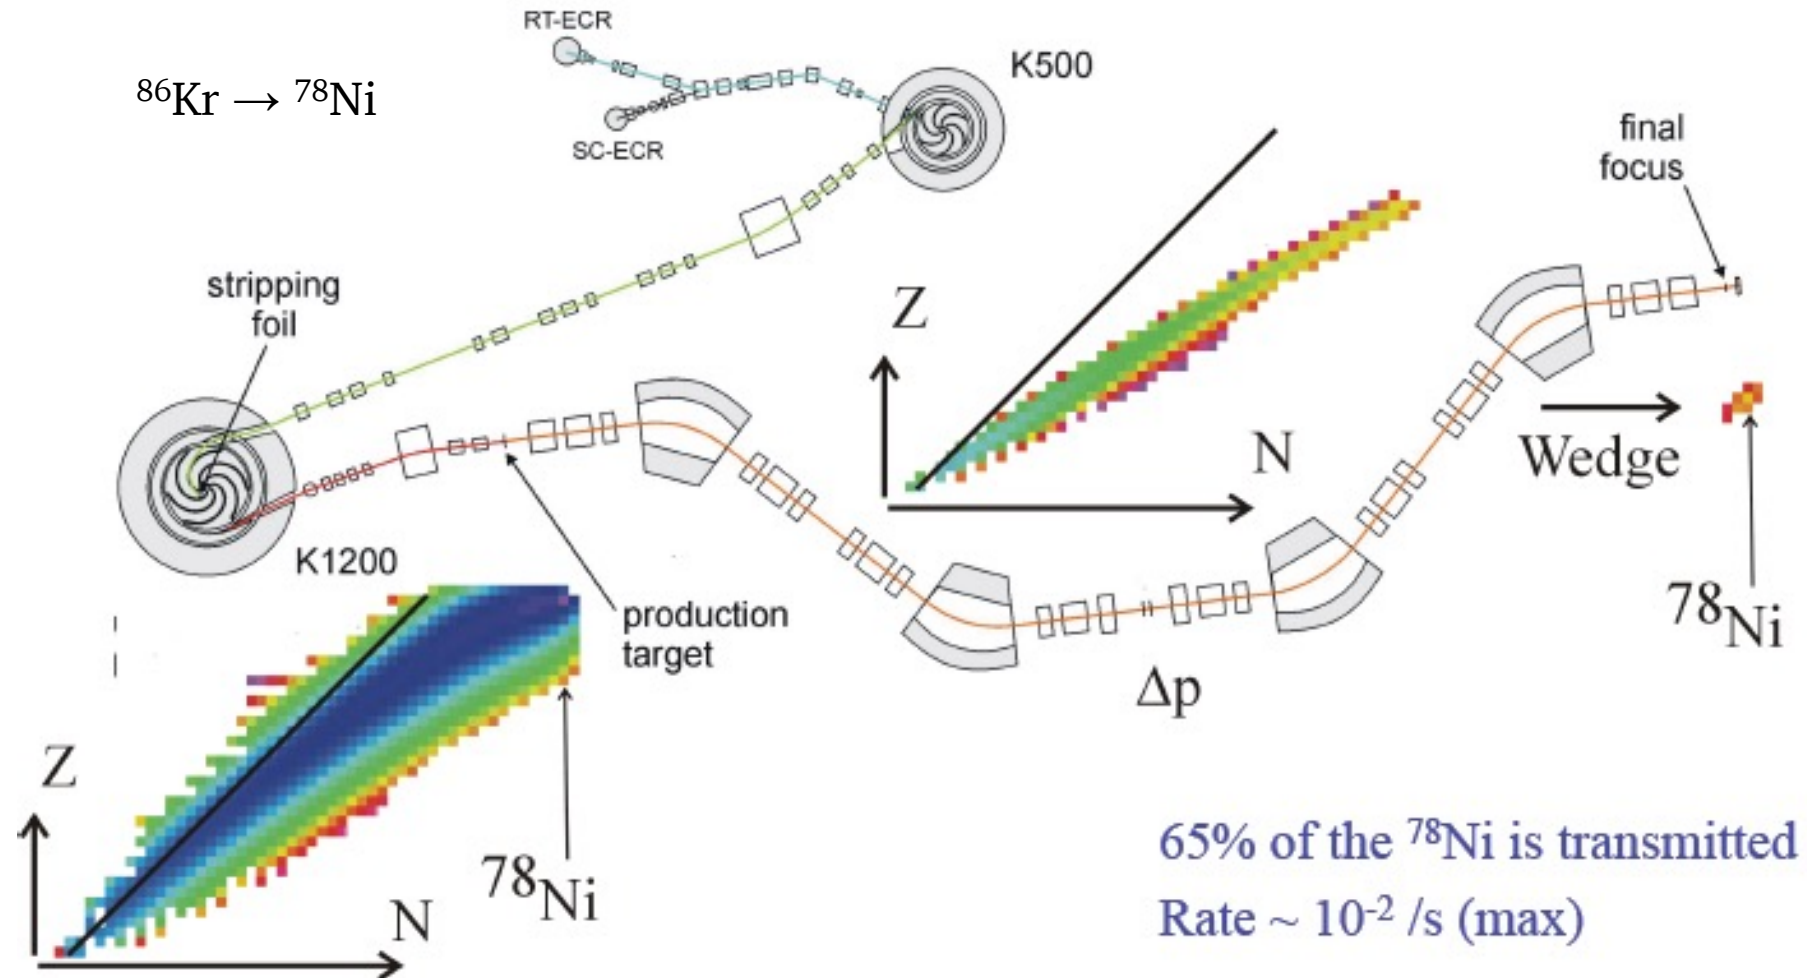 RT-ECR
K500
⁸⁶Kr → ⁷⁸Ni
SC-ECR
final
focus
stripping
foil
Z
N
Wedge
K1200
⁷⁸Ni
production
target
Δp
Z
⁷⁸Ni
N
65% of the ⁷⁸Ni is transmitted
Rate ~ 10⁻² /s (max)